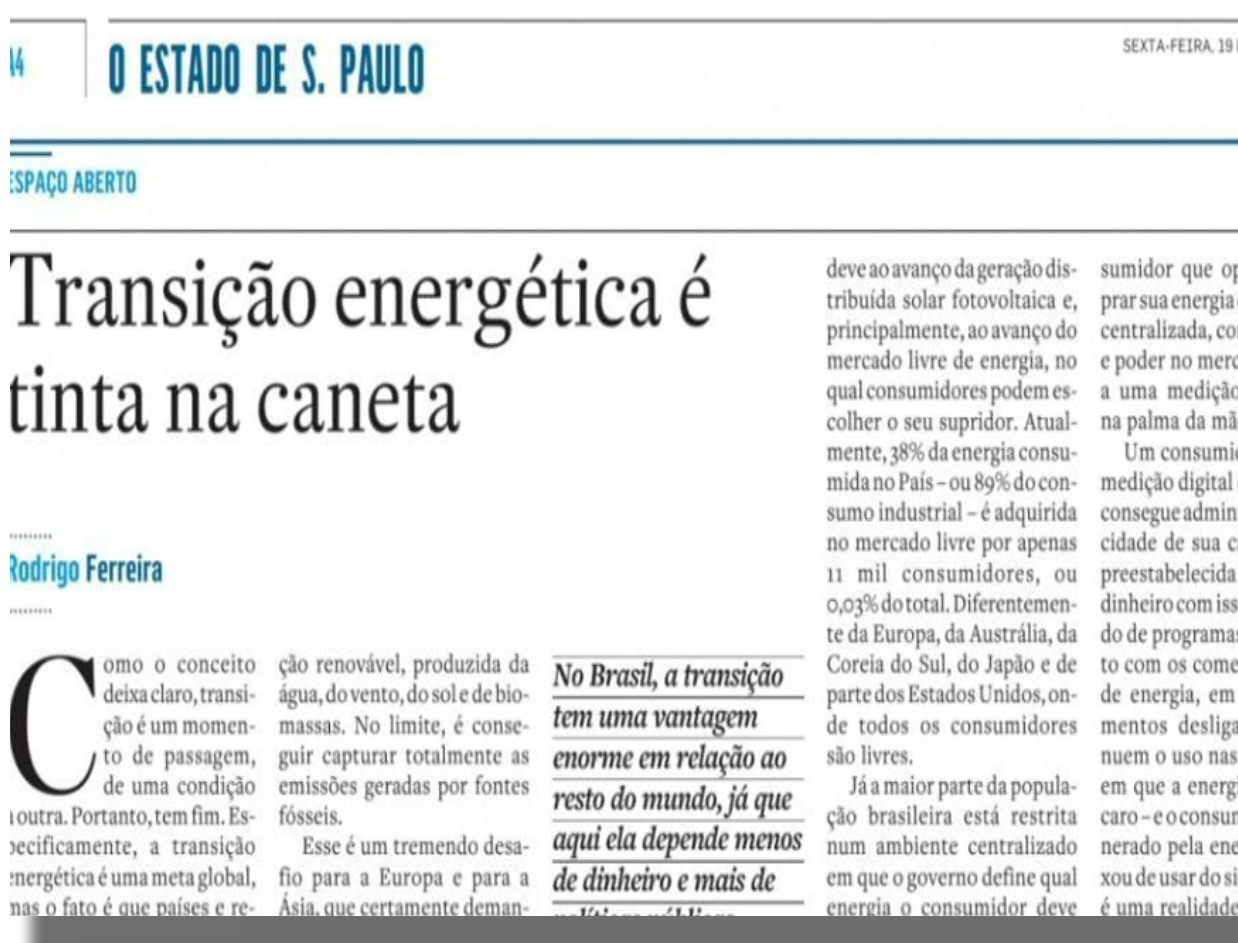 A4
O ESTADO DE S. PAULO
SEXTA-FEIRA, 19
ESPAÇO ABERTO
Transição energética é
tinta na caneta
Rodrigo Ferreira
Como o conceito
deixa claro, transi-
ção é um momen-
to de passagem,
de uma condição
a outra. Portanto, tem fim. Es-
pecificamente, a transição
energética é uma meta global,
mas o fato é que países e re-
ção renovável, produzida da
água, do vento, do sol e de bio-
massas. No limite, é conse-
guir capturar totalmente as
emissões geradas por fontes
fósseis.
Esse é um tremendo desa-
fio para a Europa e para a
Ásia, que certamente deman-
No Brasil, a transição
tem uma vantagem
enorme em relação ao
resto do mundo, já que
aqui ela depende menos
de dinheiro e mais de
políticas públicas
deve ao avanço da geração dis-
tribuída solar fotovoltaica e,
principalmente, ao avanço do
mercado livre de energia, no
qual consumidores podem es-
colher o seu supridor. Atual-
mente, 38% da energia consu-
mida no País – ou 89% do con-
sumo industrial – é adquirida
no mercado livre por apenas
11 mil consumidores, ou
0,03% do total. Diferentemen-
te da Europa, da Austrália, da
Coreia do Sul, do Japão e de
parte dos Estados Unidos, on-
de todos os consumidores
são livres.
Já a maior parte da popula-
ção brasileira está restrita
num ambiente centralizado
em que o governo define qual
energia o consumidor deve
sumidor que op
prar sua energia
centralizada, co
e poder no merc
a uma medição
na palma da mã
Um consumid
medição digital
consegue admin
cidade de sua c
preestabelecida
dinheiro com iss
do de programas
to com os come
de energia, em
mentos desliga
nuem o uso nas
em que a energi
caro – e o consum
nerado pela ene
xou de usar do si
é uma realidade